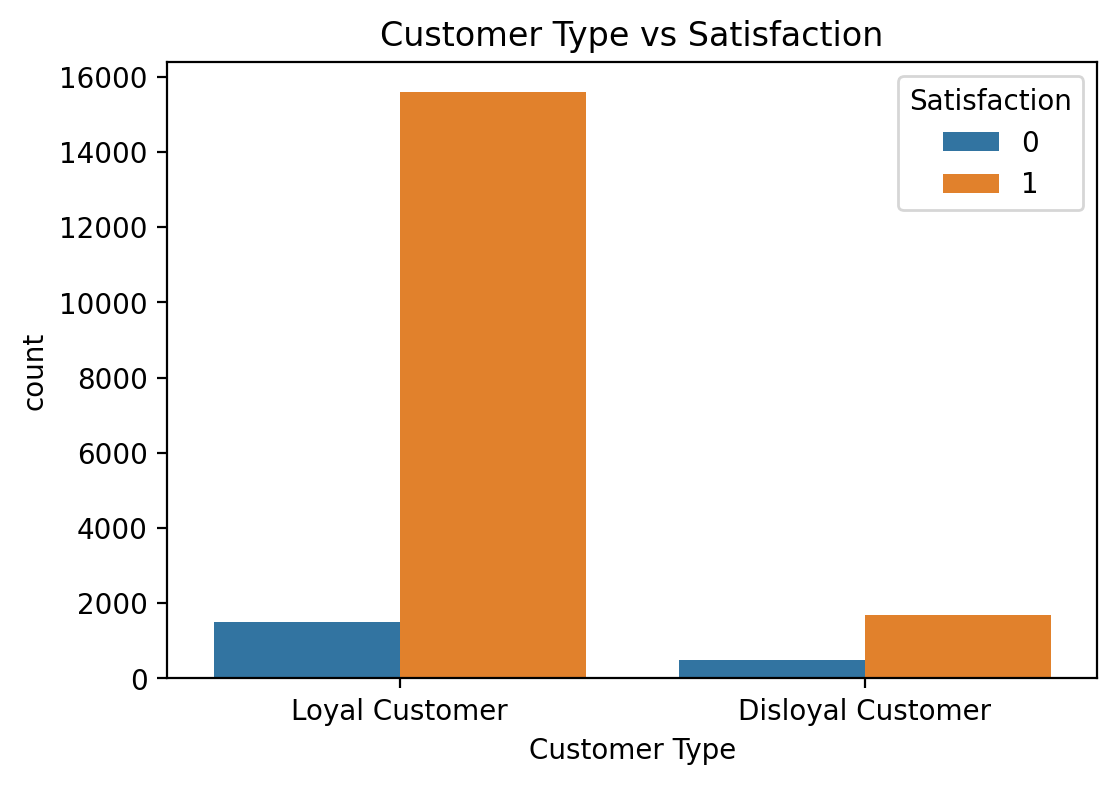 Customer Type vs Satisfaction
16000
14000
12000
10000
8000
6000
4000
2000
0
count
Satisfaction
0
1
Loyal Customer
Disloyal Customer
Customer Type